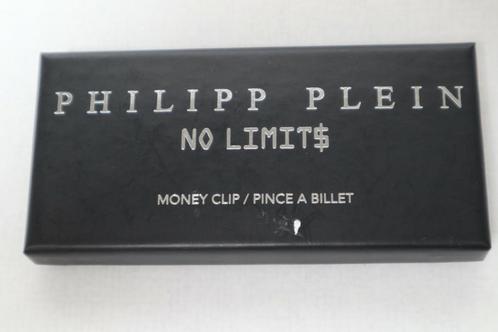 PHILIPP PLEIN
NO LIMIT$
MONEY CLIP / PINCE A BILLET